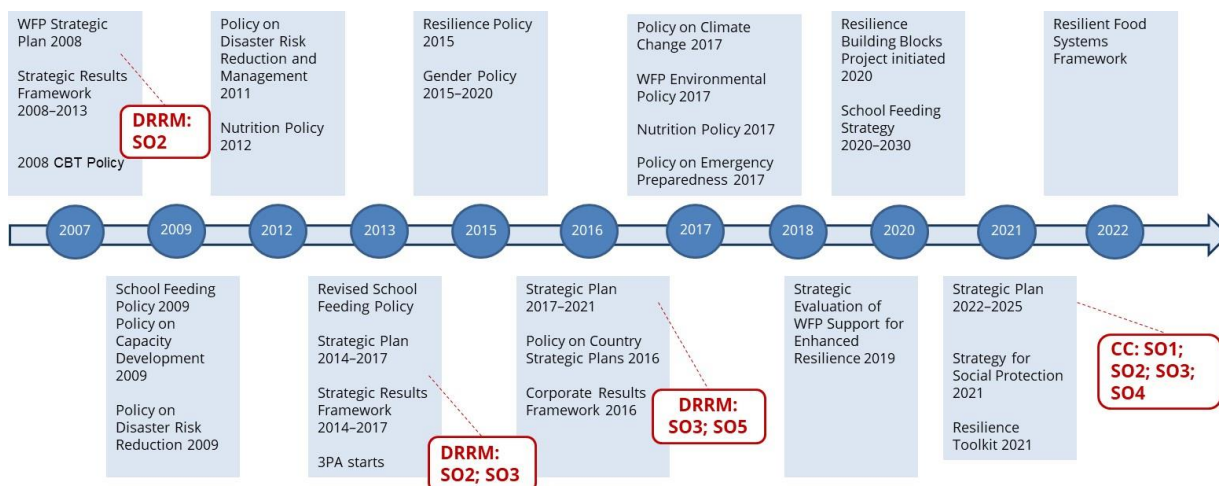 WFP Strategic
Plan 2008
Strategic Results
Framework
2008–2013
2008 CBT Policy
DRRM:
SO2
Policy on
Disaster Risk
Reduction and
Management
2011
Nutrition Policy
2012
Resilience Policy
2015
Gender Policy
2015–2020
Policy on Climate
Change 2017
WFP Environmental
Policy 2017
Nutrition Policy 2017
Policy on Emergency
Preparedness 2017
Resilience
Building Blocks
Project initiated
2020
School Feeding
Strategy
2020–2030
Resilient Food
Systems
Framework
2007
2009
2012
2013
2015
2016
2017
2018
2020
2021
2022
School Feeding
Policy 2009
Policy on
Capacity
Development
2009
Policy on
Disaster Risk
Reduction 2009
Revised School
Feeding Policy
Strategic Plan
2014–2017
Strategic Results
Framework
2014–2017
3PA starts
DRRM:
SO2; SO3
Strategic Plan
2017–2021
Policy on Country
Strategic Plans 2016
Corporate Results
Framework 2016
DRRM:
SO3; SO5
Strategic
Evaluation of
WFP Support for
Enhanced
Resilience 2019
Strategic Plan
2022–2025
Strategy for
Social Protection
2021
Resilience
Toolkit 2021
CC: SO1;
SO2; SO3;
SO4